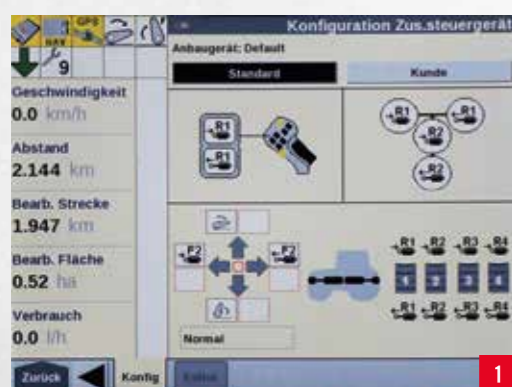 GPS
NAV
9
Geschwindigkeit
0.0 km/h
Abstand
2.144 km
Bearb. Strecke
1.947 km
Bearb. Fläche
0.52 ha
Verbrauch
0.0 l/h
Zurück
Konfig
Konfiguration Zus.steuergerät
Anbaugerät: Default
Standard
Kunde
R1
R1
R1 R1
R2
R2
F2 F2
Normal
R1 R2 R3 R4
1 2 3 4
R1 R2 R3 R4
1